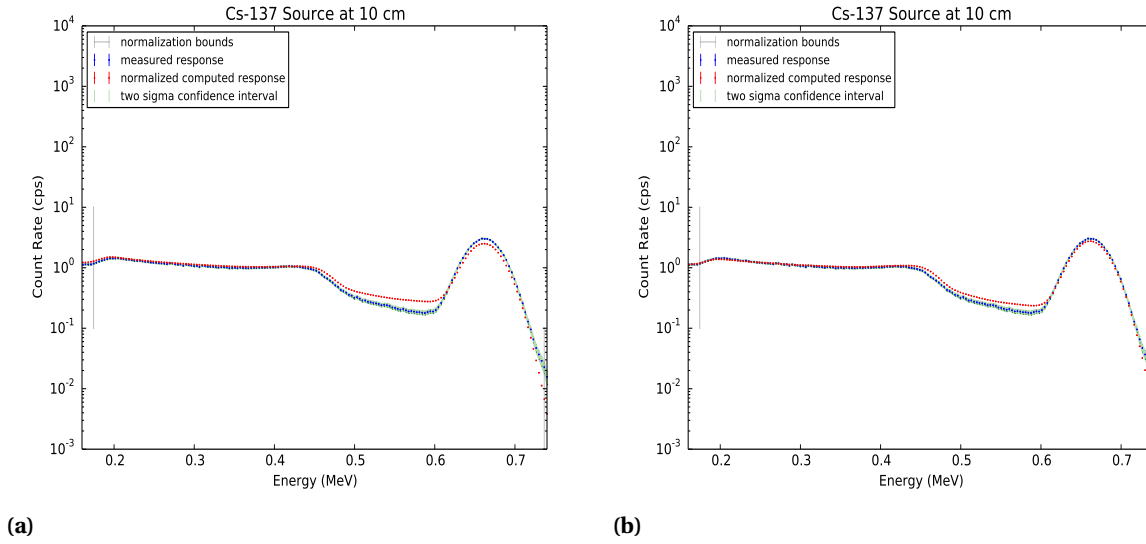 Cs-137 Source at 10 cm
normalization bounds
measured response
normalized computed response
two sigma confidence interval
10^4
10^3
10^2
10^1
10^0
10^-1
10^-2
10^-3
Count Rate (cps)
0.2 0.3 0.4 0.5 0.6 0.7
Energy (MeV)
(a)
Cs-137 Source at 10 cm
normalization bounds
measured response
normalized computed response
two sigma confidence interval
10^4
10^3
10^2
10^1
10^0
10^-1
10^-2
10^-3
Count Rate (cps)
0.2 0.3 0.4 0.5 0.6 0.7
Energy (MeV)
(b)